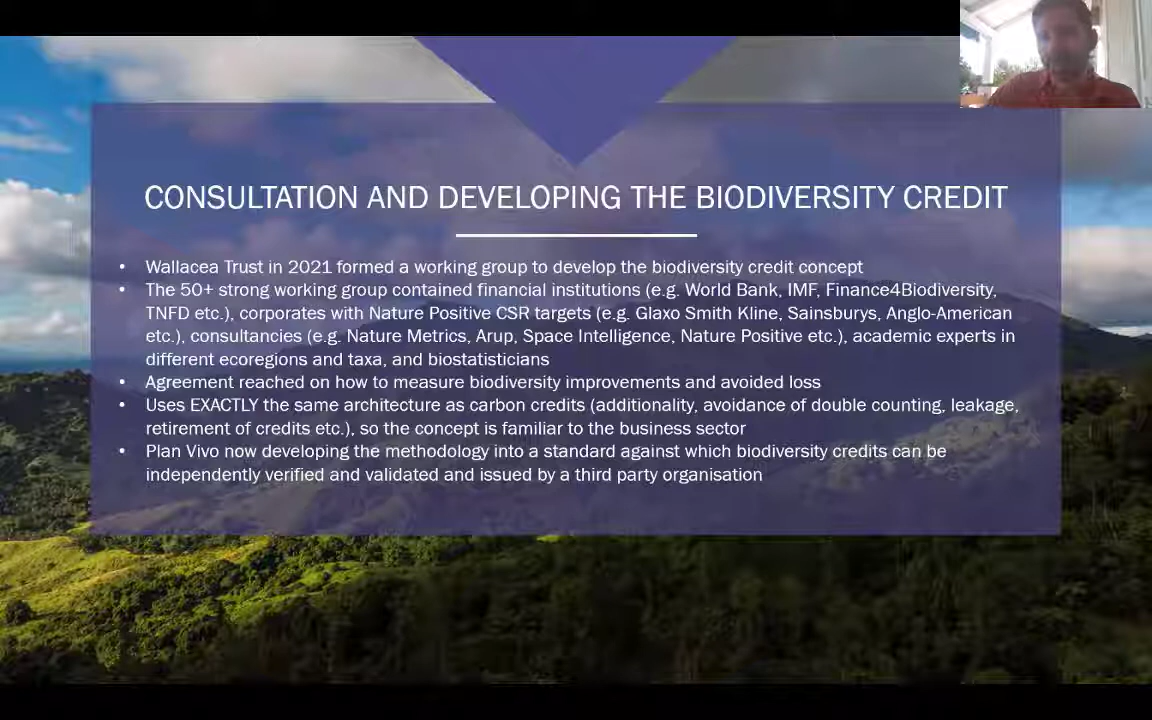 CONSULTATION AND DEVELOPING THE BIODIVERSITY CREDIT
• Wallacea Trust in 2021 formed a working group to develop the biodiversity credit concept
• The 50+ strong working group contained financial institutions (e.g. World Bank, IMF, Finance4Biodiversity,
TNFD etc.), corporates with Nature Positive CSR targets (e.g. Glaxo Smith Kline, Sainsburys, Anglo-American
etc.), consultancies (e.g. Nature Metrics, Arup, Space Intelligence, Nature Positive etc.), academic experts in
different ecoregions and taxa, and biostatisticians
• Agreement reached on how to measure biodiversity improvements and avoided loss
• Uses EXACTLY the same architecture as carbon credits (additionality, avoidance of double counting, leakage,
retirement of credits etc.), so the concept is familiar to the business sector
• Plan Vivo now developing the methodology into a standard against which biodiversity credits can be
independently verified and validated and issued by a third party organisation